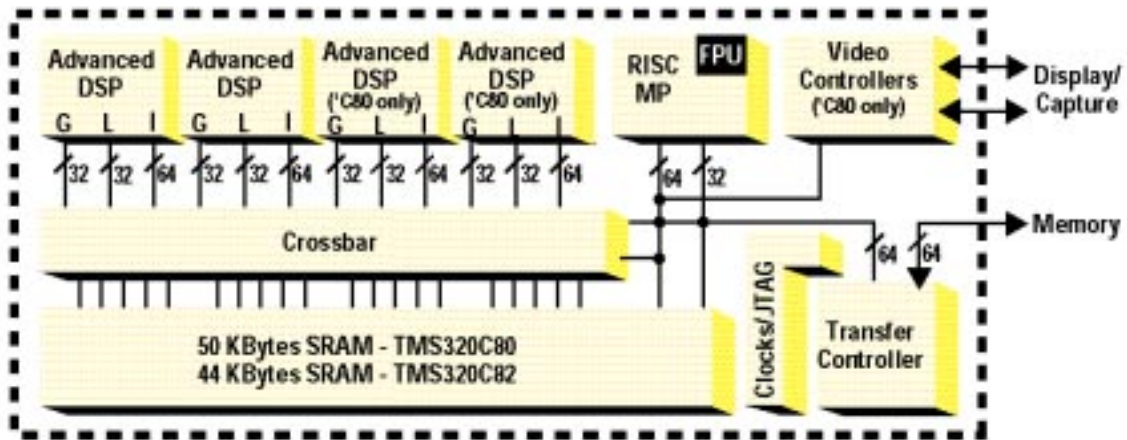 Advanced
DSP
G L I
32 32 64
Advanced
DSP
G L I
32 32 64
Advanced
DSP
('C80 only)
G L I
32 32 64
Advanced
DSP
('C80 only)
G L I
32 32 64
RISC
MP
FPU
64 32
Video
Controllers
('C80 only)
Display/
Capture
Crossbar
Memory
64 64
50 KBytes SRAM - TMS320C80
44 KBytes SRAM - TMS320C82
Clocks/JTAG
Transfer
Controller